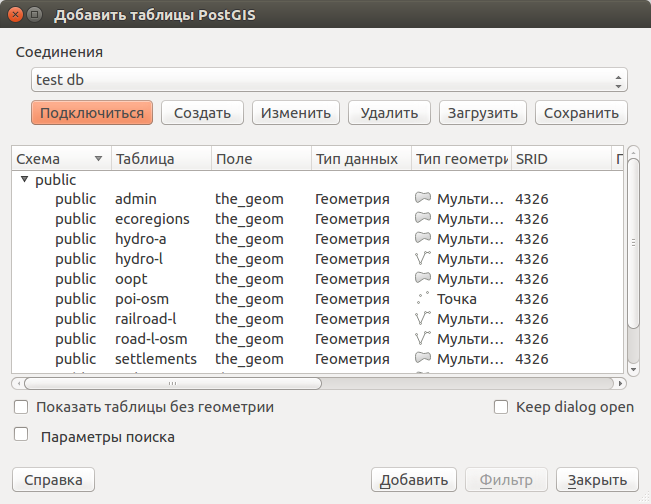 Добавить таблицы PostGIS
Соединения
test db
Подключиться Создать Изменить Удалить Загрузить Сохранить
Схема Таблица Поле Тип данных Тип геометри SRID
public
public admin the_geom Геометрия Мульти... 4326
public ecoregions the_geom Геометрия Мульти... 4326
public hydro-a the_geom Геометрия Мульти... 4326
public hydro-l the_geom Геометрия Мульти... 4326
public oopt the_geom Геометрия Мульти... 4326
public poi-osm the_geom Геометрия Точка 4326
public railroad-l the_geom Геометрия Мульти... 4326
public road-l-osm the_geom Геометрия Мульти... 4326
public settlements the_geom Геометрия Мульти... 4326
Показать таблицы без геометрии Keep dialog open
Параметры поиска
Справка Добавить Фильтр Закрыть